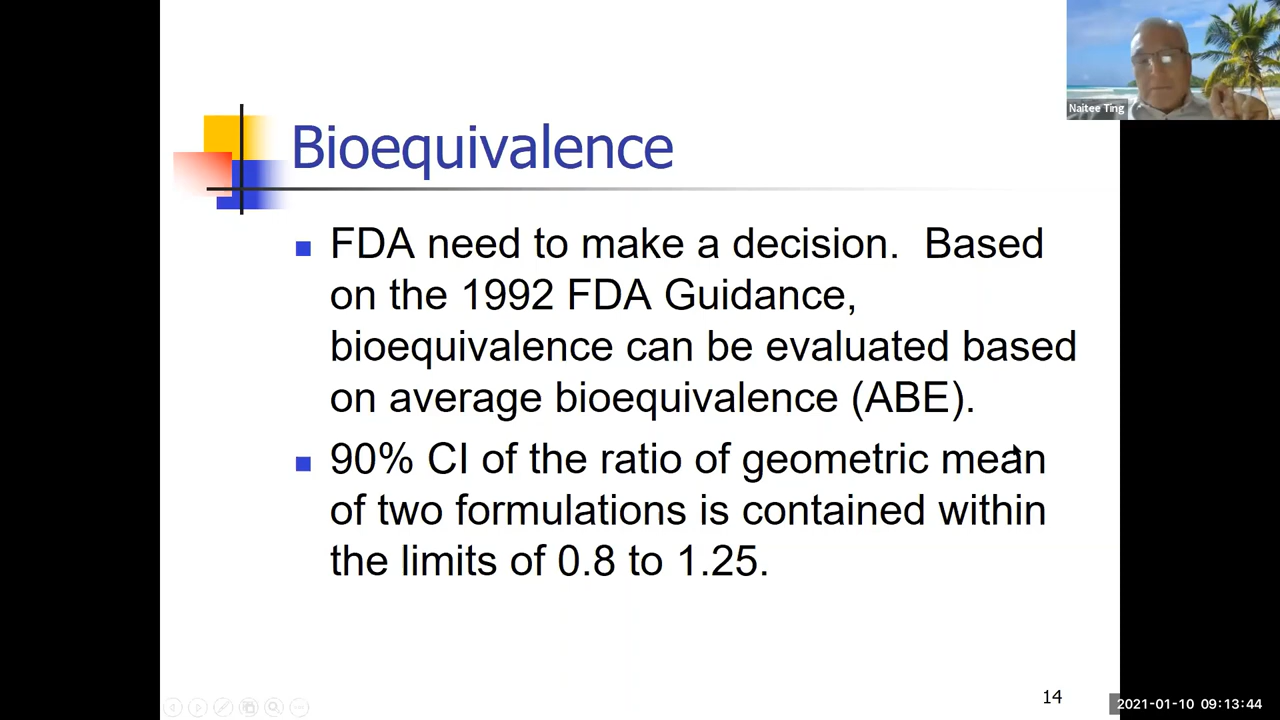 Naitee Ting
Bioequivalence
FDA need to make a decision. Based
on the 1992 FDA Guidance,
bioequivalence can be evaluated based
on average bioequivalence (ABE).
90% CI of the ratio of geometric mean
of two formulations is contained within
the limits of 0.8 to 1.25.
14
2021-01-10 09:13:44